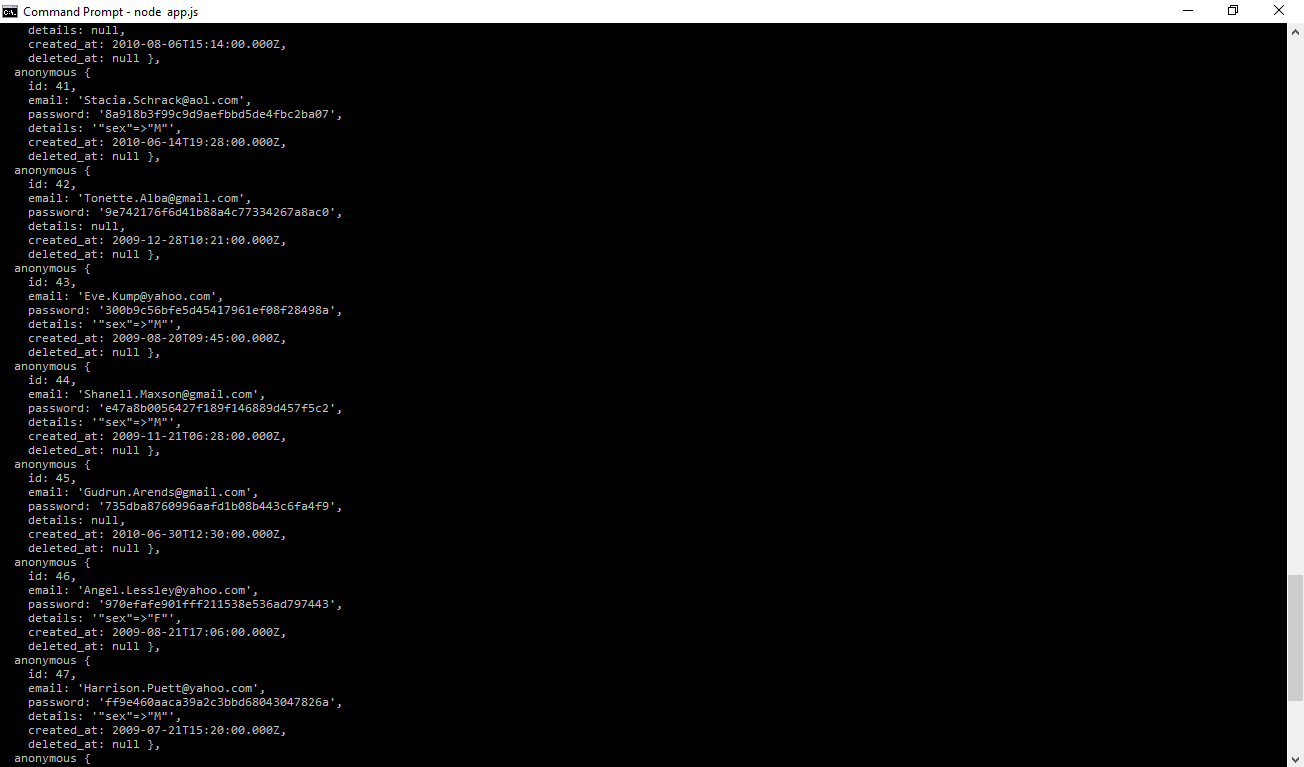 Command Prompt - node app.js
details: null,
created_at: 2010-08-06T15:14:00.000Z,
deleted_at: null },
anonymous {
id: 41,
email: 'Stacia.Schrack@aol.com',
password: '8a918b3f99c9d9aefbbd5de4fbc2ba07',
details: '"sex"=>"M"',
created_at: 2010-06-14T19:28:00.000Z,
deleted_at: null },
anonymous {
id: 42,
email: 'Tonette.Alba@gmail.com',
password: '9e742176f6d41b88a4c77334267a8ac0',
details: null,
created_at: 2009-12-28T10:21:00.000Z,
deleted_at: null },
anonymous {
id: 43,
email: 'Eve.Kump@yahoo.com',
password: '300b9c56bfe5d45417961ef08f28498a',
details: '"sex"=>"M"',
created_at: 2009-08-20T09:45:00.000Z,
deleted_at: null },
anonymous {
id: 44,
email: 'Shanell.Maxson@gmail.com',
password: 'e47a8b0056427f189f146889d457f5c2',
details: '"sex"=>"M"',
created_at: 2009-11-21T06:28:00.000Z,
deleted_at: null },
anonymous {
id: 45,
email: 'Gudrun.Arends@gmail.com',
password: '735dba8760996aafd1b08b443c6fa4f9',
details: null,
created_at: 2010-06-30T12:30:00.000Z,
deleted_at: null },
anonymous {
id: 46,
email: 'Angel.Lessley@yahoo.com',
password: '970efafe901fff211538e536ad797443',
details: '"sex"=>"F"',
created_at: 2009-08-21T17:06:00.000Z,
deleted_at: null },
anonymous {
id: 47,
email: 'Harrison.Puett@yahoo.com',
password: 'ff9e460aaca39a2c3bbd68043047826a',
details: '"sex"=>"M"',
created_at: 2009-07-21T15:20:00.000Z,
deleted_at: null },
anonymous {